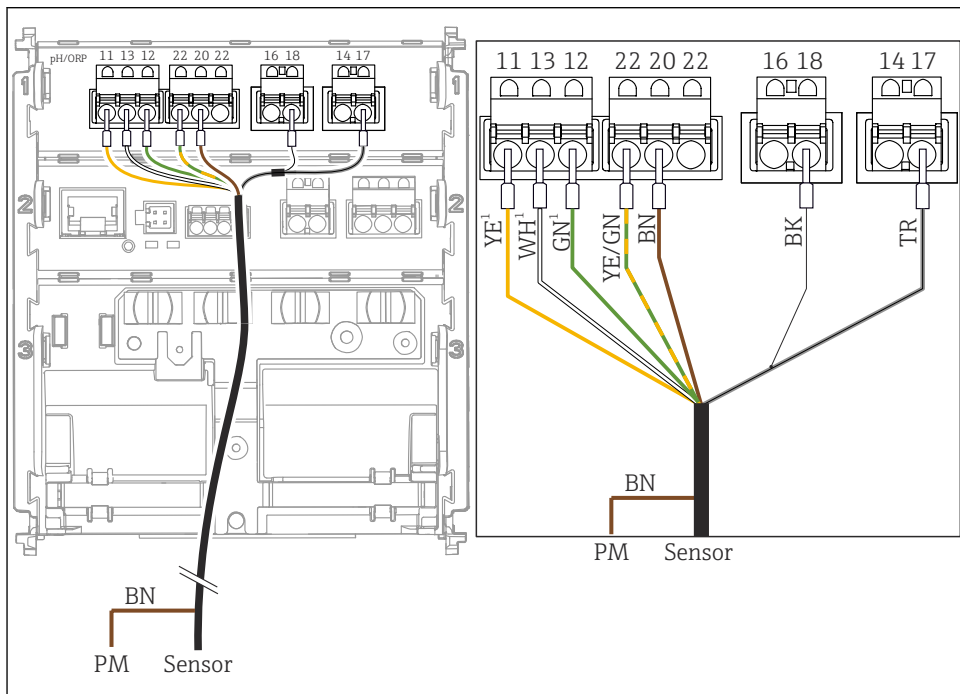 pH/ORP
11 13 12 22 20 22 16 18 14 17
1 1
2 2
3 3
BN
PM Sensor
11 13 12 22 20 22 16 18 14 17
YE¹ WH¹ GN¹ YE/GN BN BK TR
BN
PM Sensor